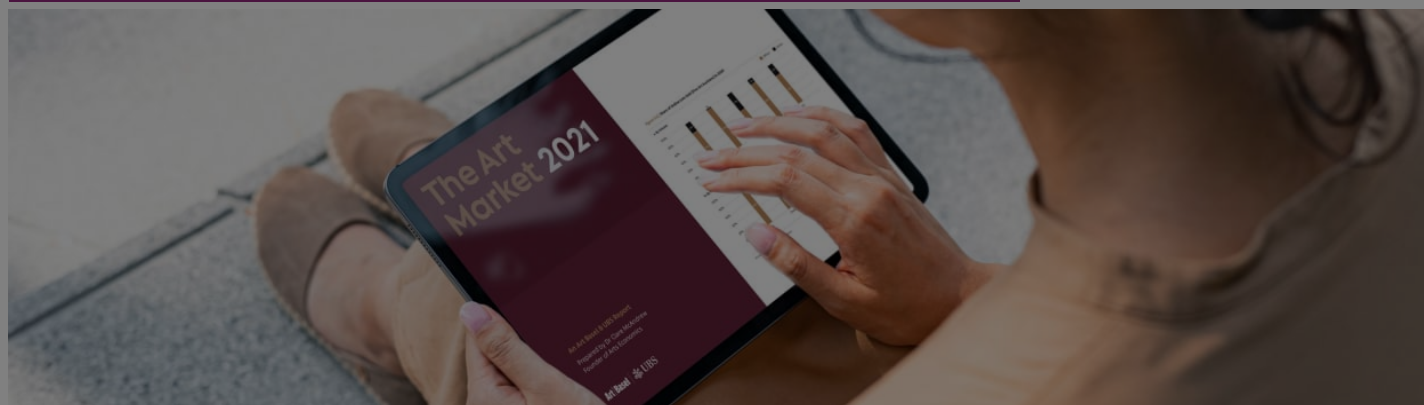 The Art
Market 2021
An Art Basel & UBS Report
Prepared by Dr Clare McAndrew
Founder of Arts Economics
Art Basel UBS